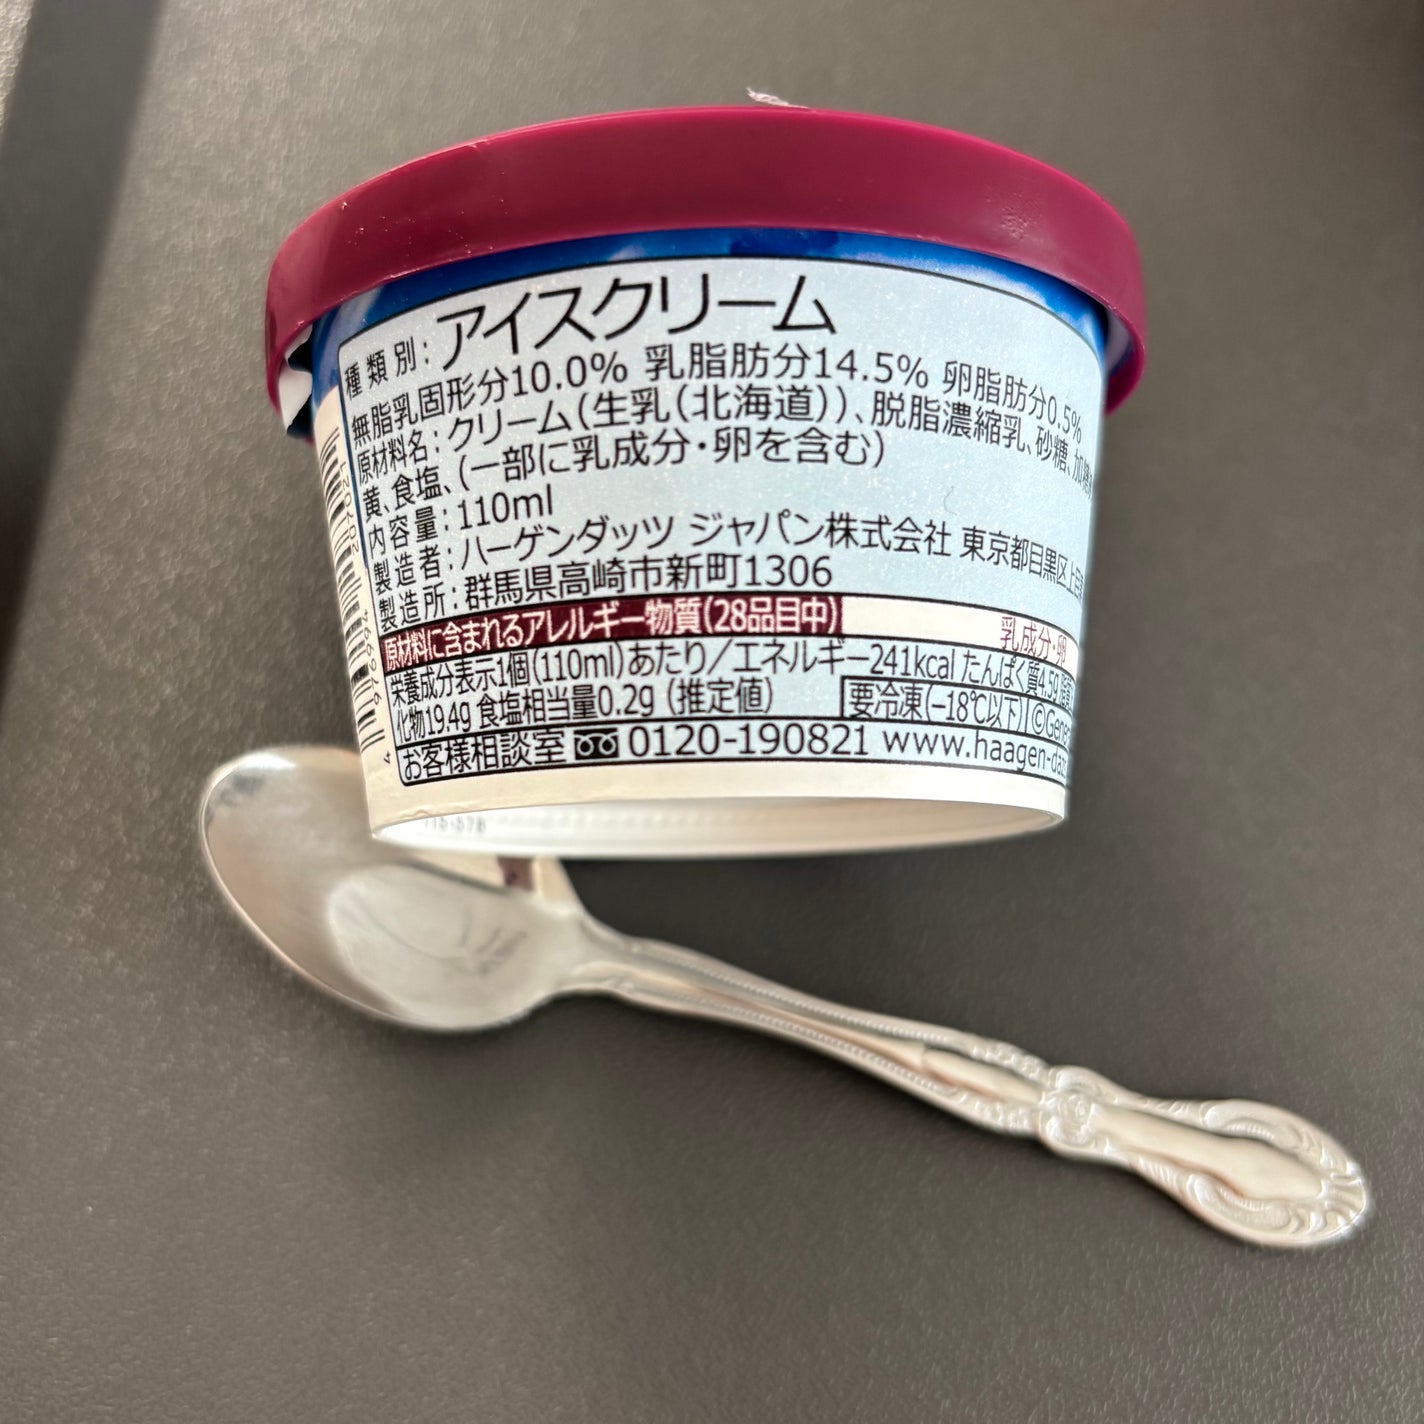 種類別：アイスクリーム
無脂乳固形分10.0% 乳脂肪分14.5% 卵脂肪分0.5%
原材料名：クリーム(生乳(北海道))、脱脂濃縮乳、砂糖、加糖
黄、食塩、(一部に乳成分・卵を含む)
内容量：110ml
製造者：ハーゲンダッツ ジャパン株式会社 東京都目黒区上目
製造所：群馬県高崎市新町1306
原材料に含まれるアレルギー物質(28品目中) 乳成分・卵
栄養成分表示1個(110ml)あたり／エネルギー241kcal たんぱく質4.5g
化物19.4g 食塩相当量0.2g (推定値) 要冷凍(−18℃以下) ©Gene
お客様相談室 0120-190821 www.haagen-daz